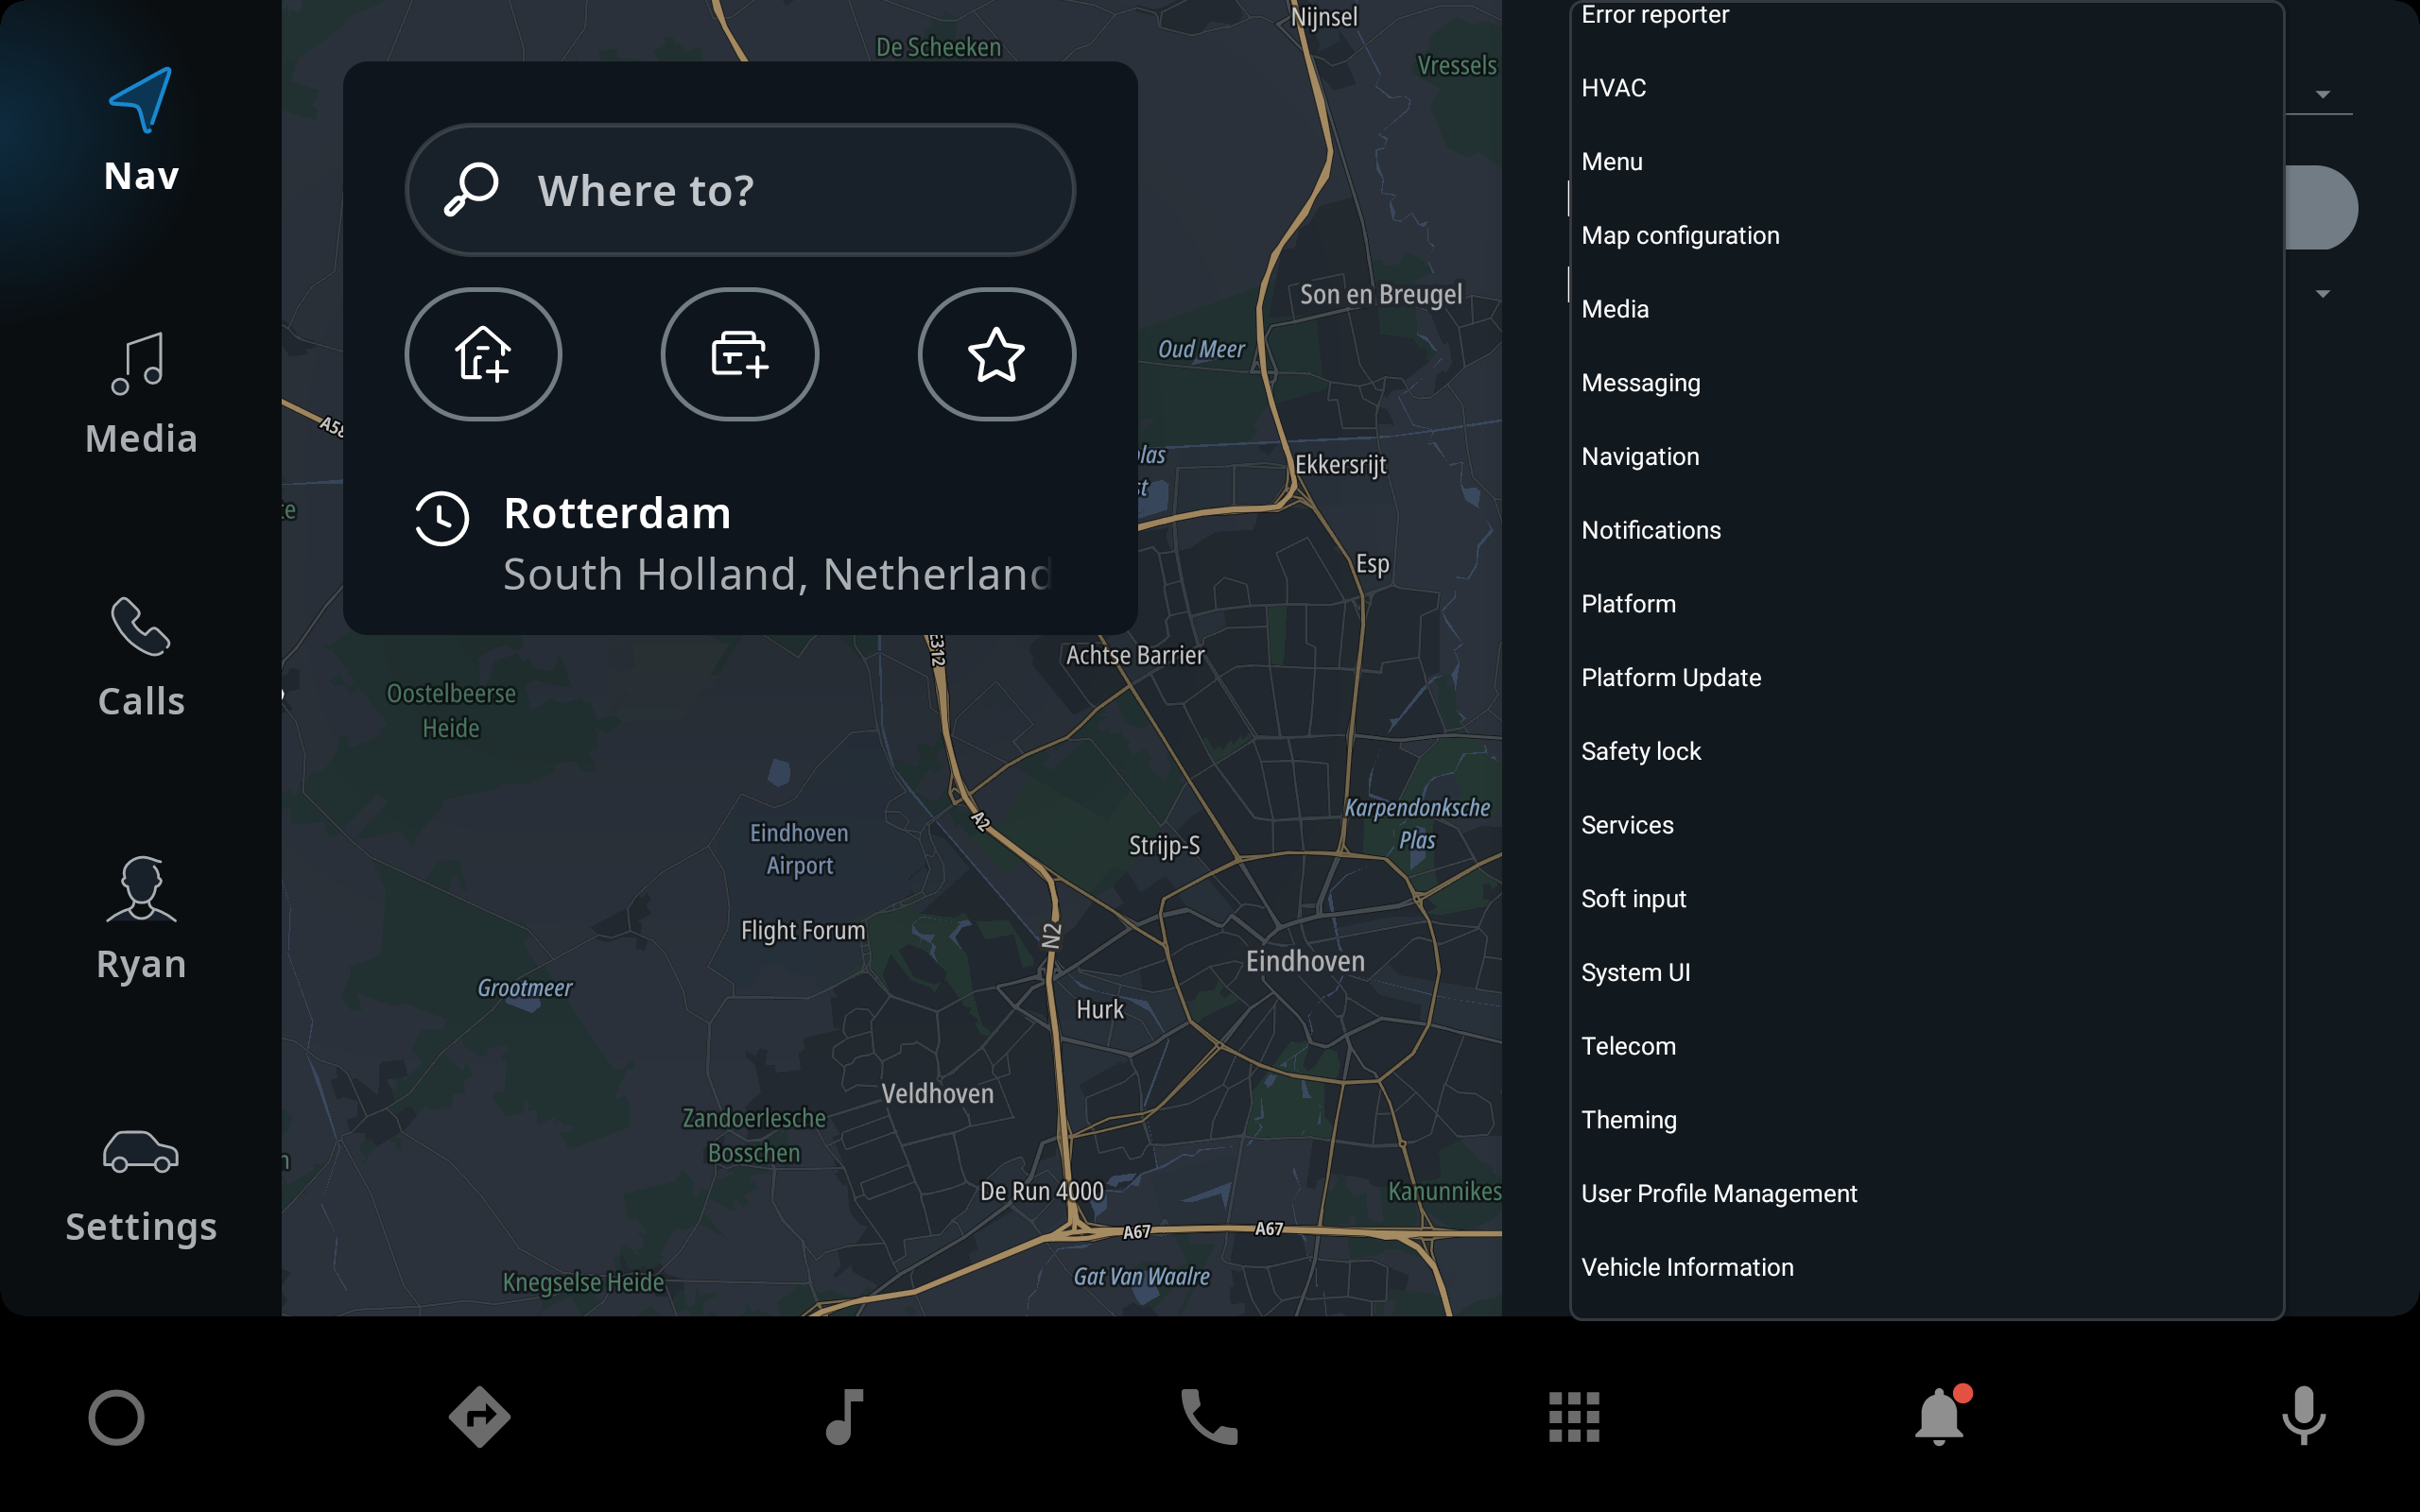 Nav
Media
Calls
Ryan
Settings
Where to?
Rotterdam
South Holland, Netherland
De Scheeken
Nijnsel
Vressels
Son en Breugel
Oud Meer
A58
Ekkersrijt
Esp
E312
Achtse Barrier
Oostelbeerse
Heide
A2
Eindhoven
Airport
Strijp-S
Karpendonksche
Plas
Flight Forum
N2
Eindhoven
Grootmeer
Hurk
Veldhoven
Zandoerlesche
Bosschen
De Run 4000
Kanunnikes
A67
A67
Knegselse Heide
Gat Van Waalre
Error reporter
HVAC
Menu
Map configuration
Media
Messaging
Navigation
Notifications
Platform
Platform Update
Safety lock
Services
Soft input
System UI
Telecom
Theming
User Profile Management
Vehicle Information